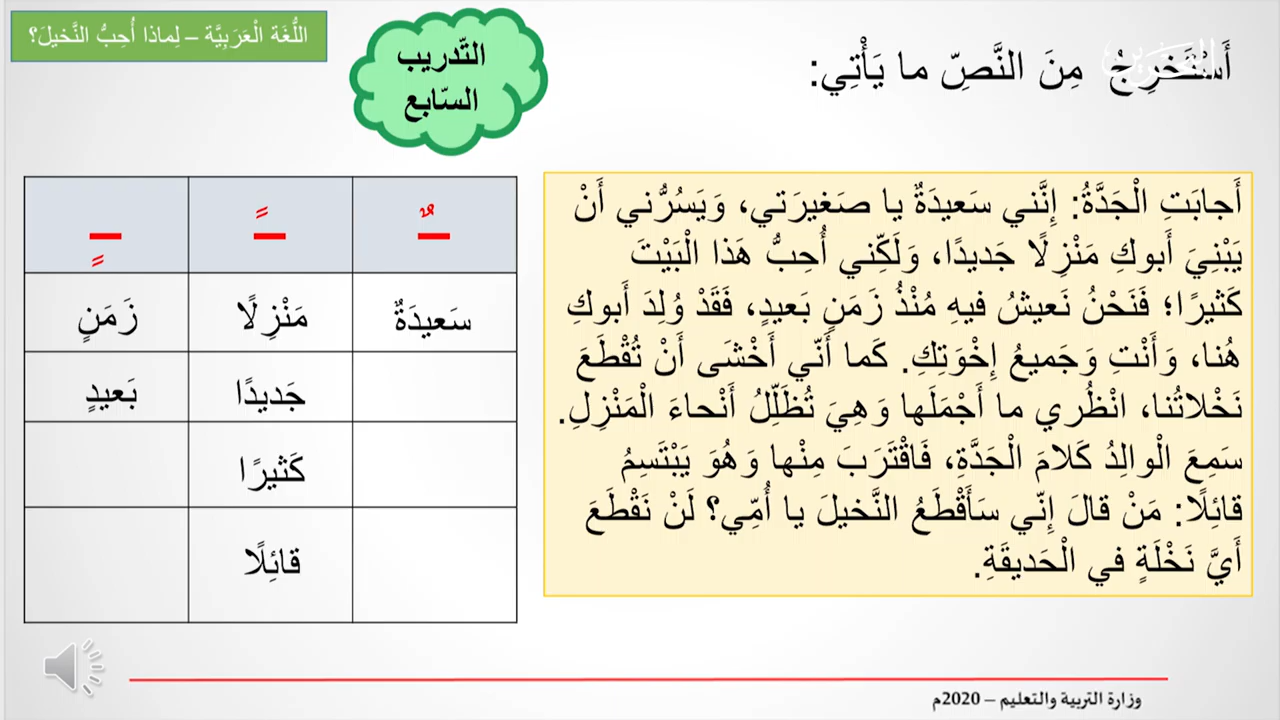 اللُّغَة الْعَرَبِيَّة – لِماذا أُحِبُّ النَّخيلَ؟
التّدريب
السّابع
أَسْتَخرِجُ مِنَ النَّصِّ ما يَأْتِي:
أَجابَتِ الْجَدَّةُ: إِنَّني سَعيدَةٌ يا صَغيرَتي، وَيَسُرُّني أَنْ
يَبْنِيَ أَبوكِ مَنْزِلًا جَديدًا، وَلَكِّني أُحِبُّ هَذا الْبَيْتَ
كَثيرًا؛ فَنَحْنُ نَعيشُ فيهِ مُنْذُ زَمَنٍ بَعيدٍ، فَقَدْ وُلِدَ أَبوكِ
هُنا، وَأَنْتِ وَجَميعُ إِخْوَتِكِ. كَما أَنّي أَخْشَى أَنْ تُقْطَعَ
نَخْلاتُنا، انْظُري ما أَجْمَلَها وَهِيَ تُظَلِّلُ أَنْحاءَ الْمَنْزِلِ.
سَمِعَ الْوالِدُ كَلامَ الْجَدَّةِ، فَاقْتَرَبَ مِنْها وَهُوَ يَبْتَسِمُ
قائِلًا: مَنْ قالَ إِنّي سَأَقْطَعُ النَّخيلَ يا أُمّي؟ لَنْ نَقْطَعَ
أَيَّ نَخْلَةٍ في الْحَديقَةِ.
ـٌ ـً ـٍ
سَعيدَةٌ مَنْزِلًا زَمَنٍ
جَديدًا بَعيدٍ
كَثيرًا
قائِلًا
وزارة التربية والتعليم – 2020م